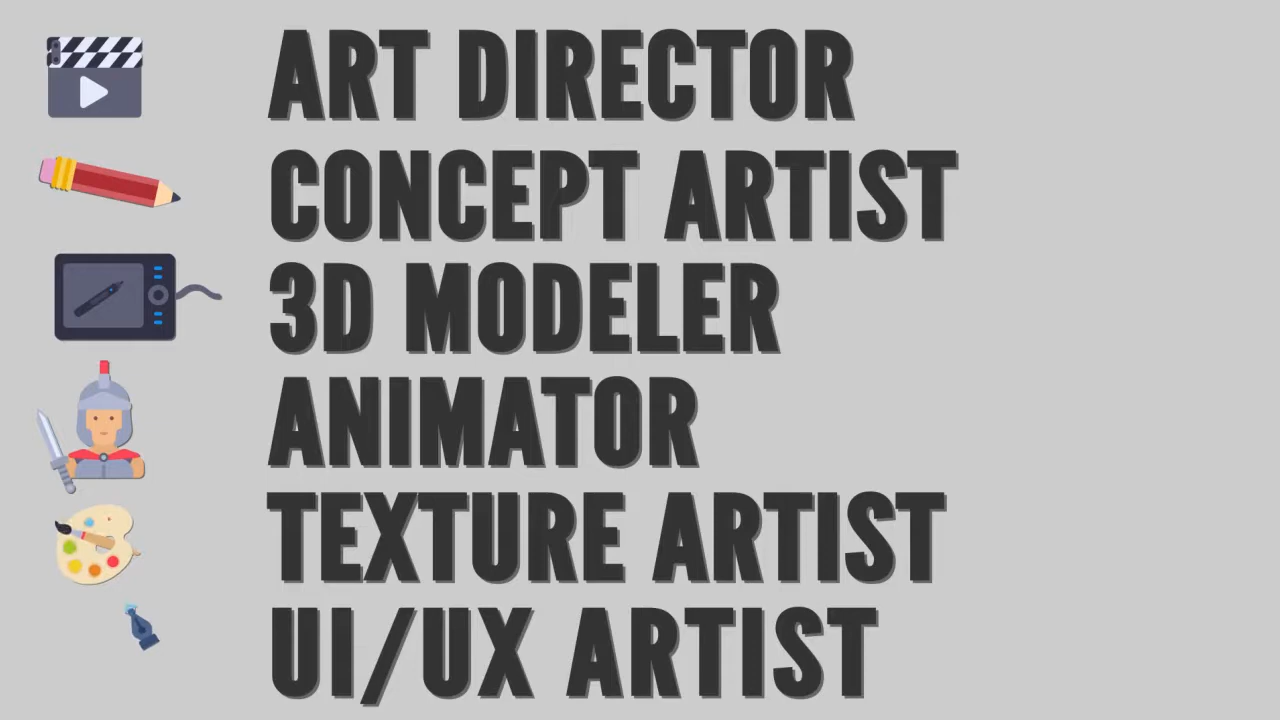 ART DIRECTOR
CONCEPT ARTIST
3D MODELER
ANIMATOR
TEXTURE ARTIST
UI/UX ARTIST